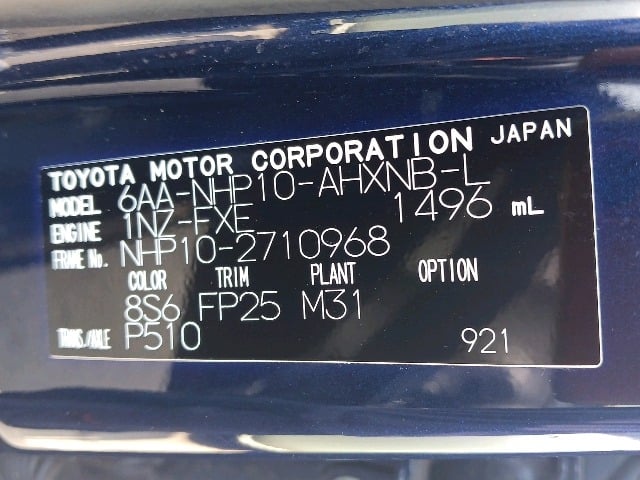 TOYOTA MOTOR CORPORATION JAPAN
MODEL 6AA-NHP10-AHXNB-L
ENGINE 1NZ-FXE 1496 mL
FRAME No. NHP10-2710968
COLOR TRIM PLANT OPTION
8S6 FP25 M31
TRANS./AXLE P510 921